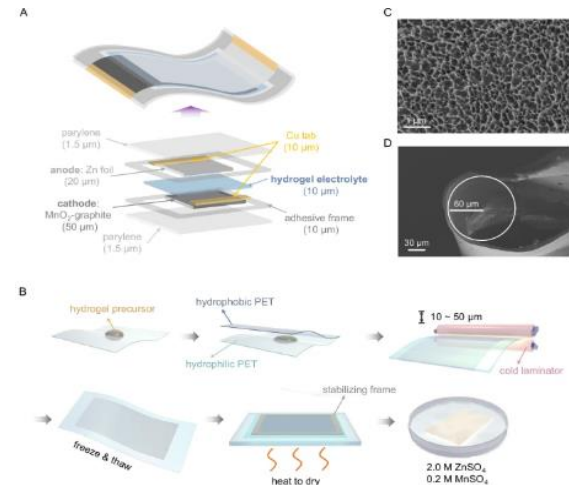 A
parylene
(1.5 μm)
Cu tab
(10 μm)
anode: Zn foil
(20 μm)
hydrogel electrolyte
(10 μm)
cathode:
MnO2-graphite
(50 μm)
adhesive frame
(10 μm)
parylene
(1.5 μm)
C
1 μm
D
60 μm
30 μm
B
hydrogel precursor
hydrophobic PET
hydrophilic PET
10 ~ 50 μm
cold laminator
freeze & thaw
stabilizing frame
heat to dry
2.0 M ZnSO4
0.2 M MnSO4